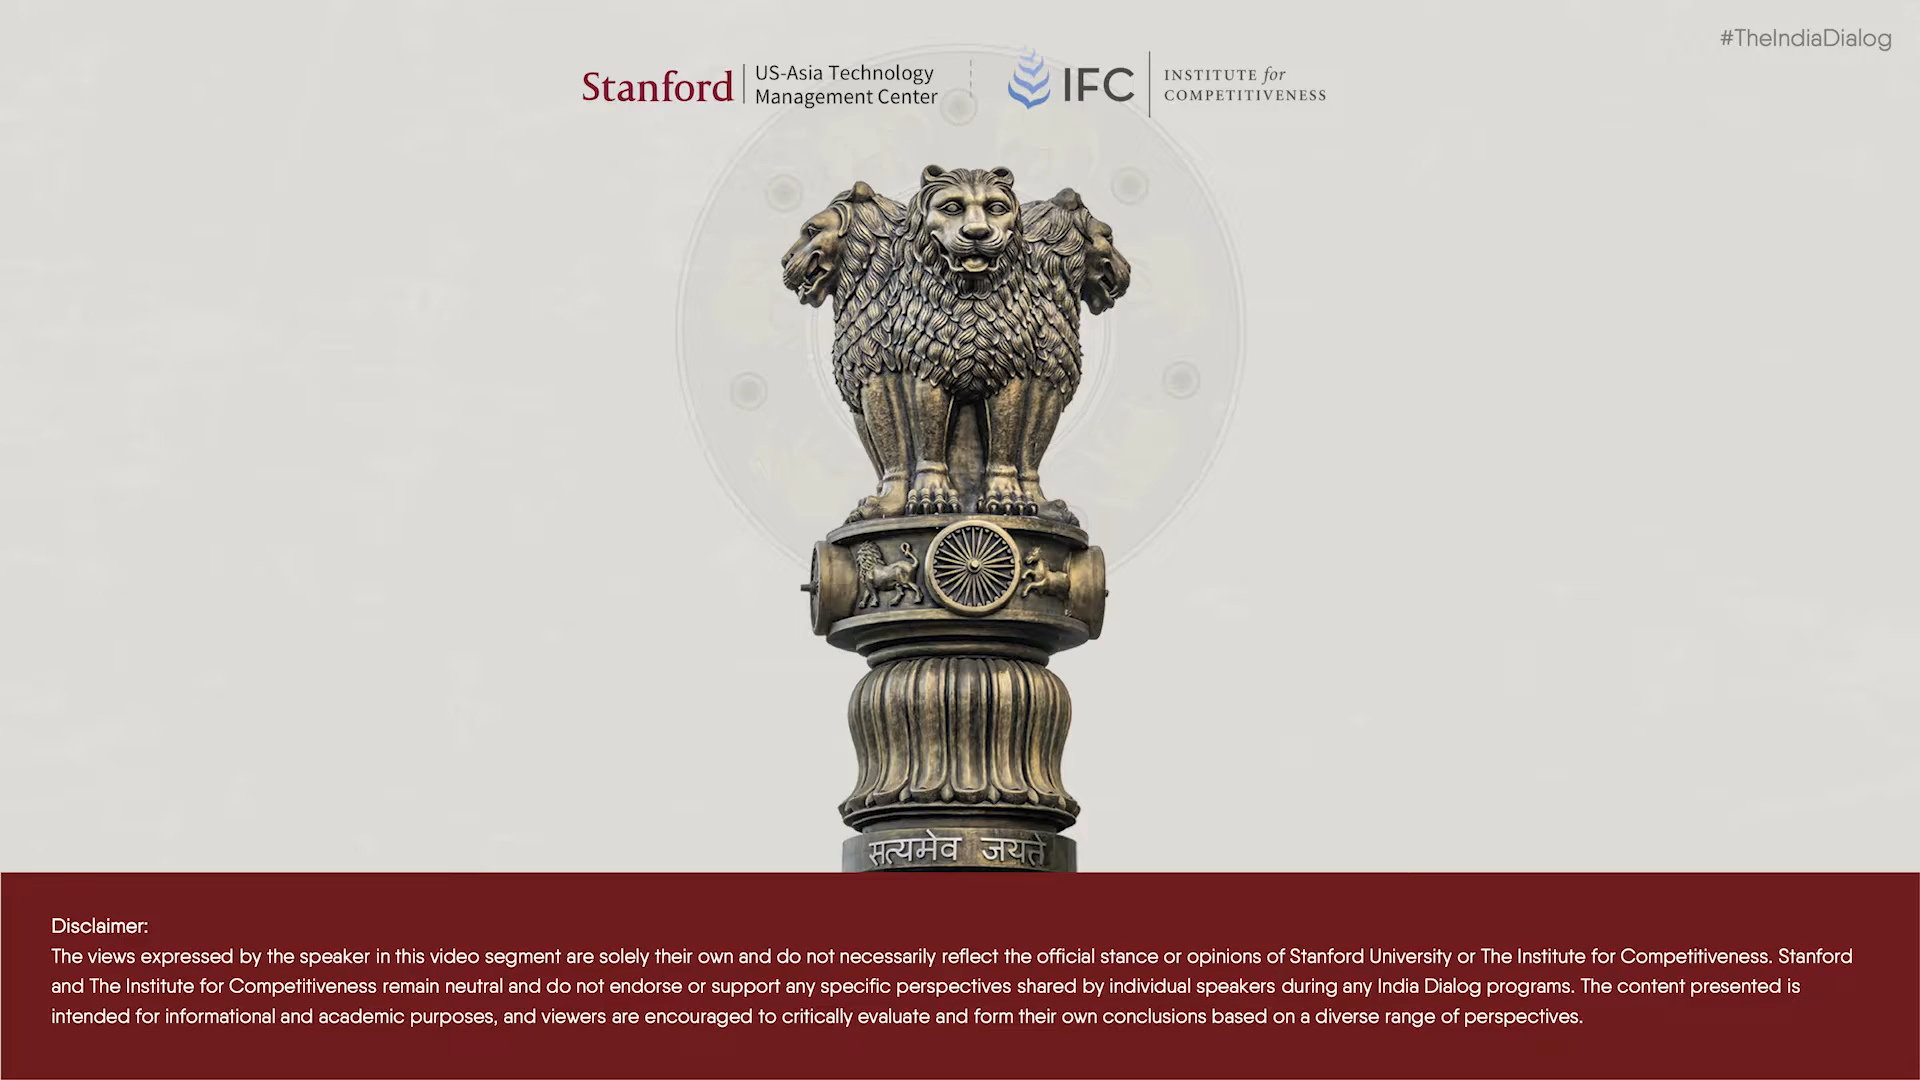 #TheIndiaDialog
Stanford
US-Asia Technology
Management Center
IFC
INSTITUTE for
COMPETITIVENESS
सत्यमेव जयते
Disclaimer:
The views expressed by the speaker in this video segment are solely their own and do not necessarily reflect the official stance or opinions of Stanford University or The Institute for Competitiveness. Stanford
and The Institute for Competitiveness remain neutral and do not endorse or support any specific perspectives shared by individual speakers during any India Dialog programs. The content presented is
intended for informational and academic purposes, and viewers are encouraged to critically evaluate and form their own conclusions based on a diverse range of perspectives.